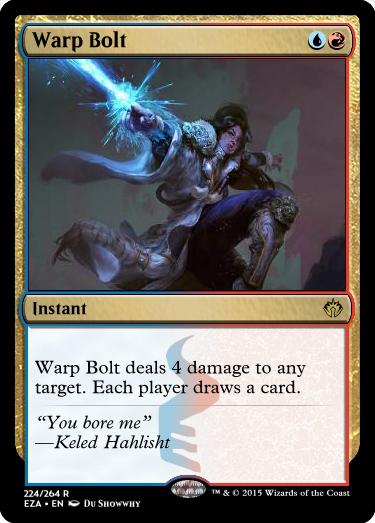 Warp Bolt
Instant
Warp Bolt deals 4 damage to any
target. Each player draws a card.
“You bore me”
—Keled Hahlisht
224/264 R
EZA • EN Du Showwhy
™ & © 2015 Wizards of the Coast